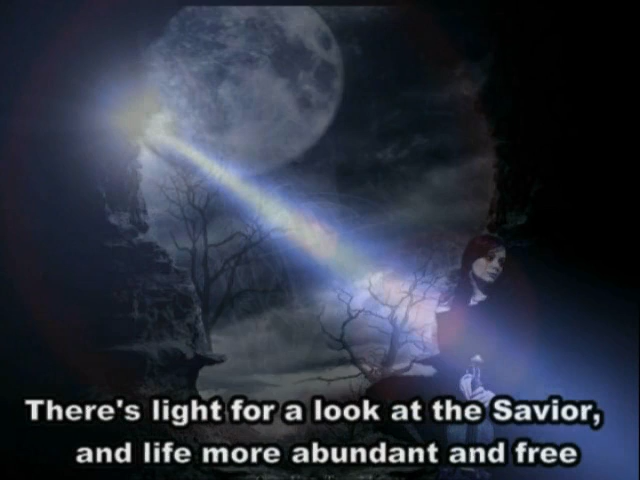 There's light for a look at the Savior,
and life more abundant and free